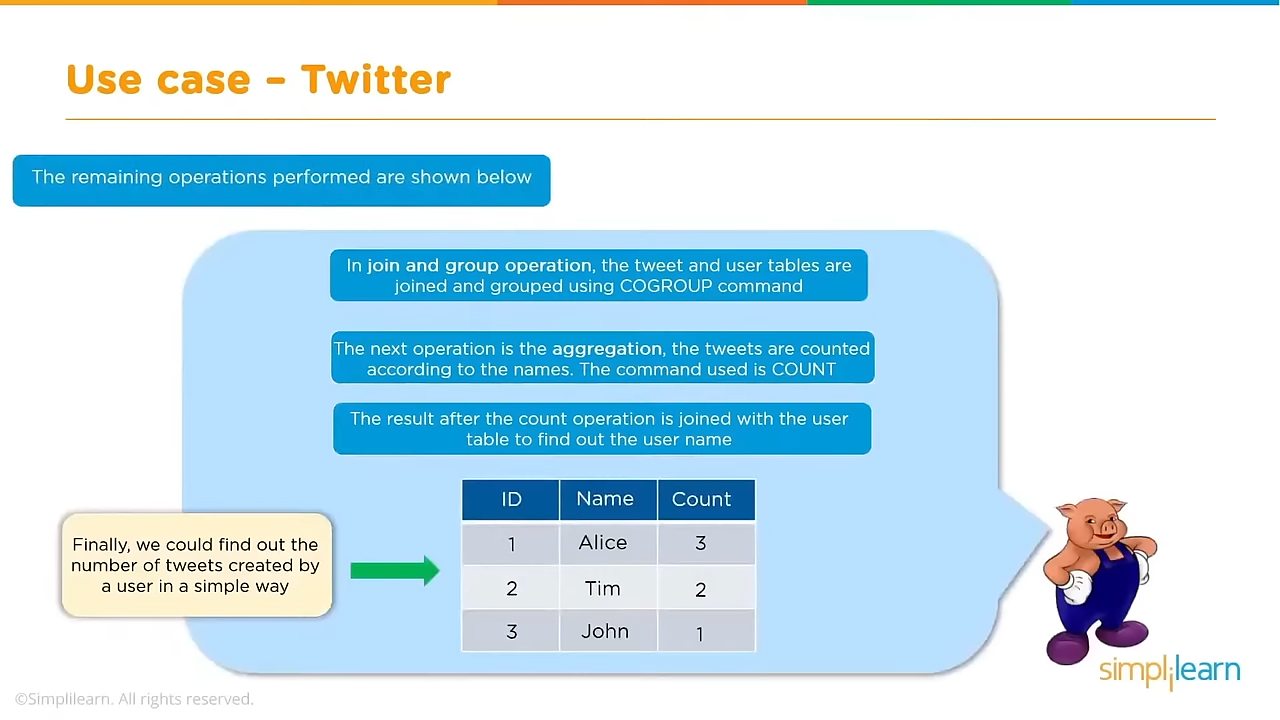 Use case – Twitter
The remaining operations performed are shown below
In join and group operation, the tweet and user tables are
joined and grouped using COGROUP command
The next operation is the aggregation, the tweets are counted
according to the names. The command used is COUNT
The result after the count operation is joined with the user
table to find out the user name
ID Name Count
1 Alice 3
2 Tim 2
3 John 1
Finally, we could find out the
number of tweets created by
a user in a simple way
simplilearn
©Simplilearn. All rights reserved.